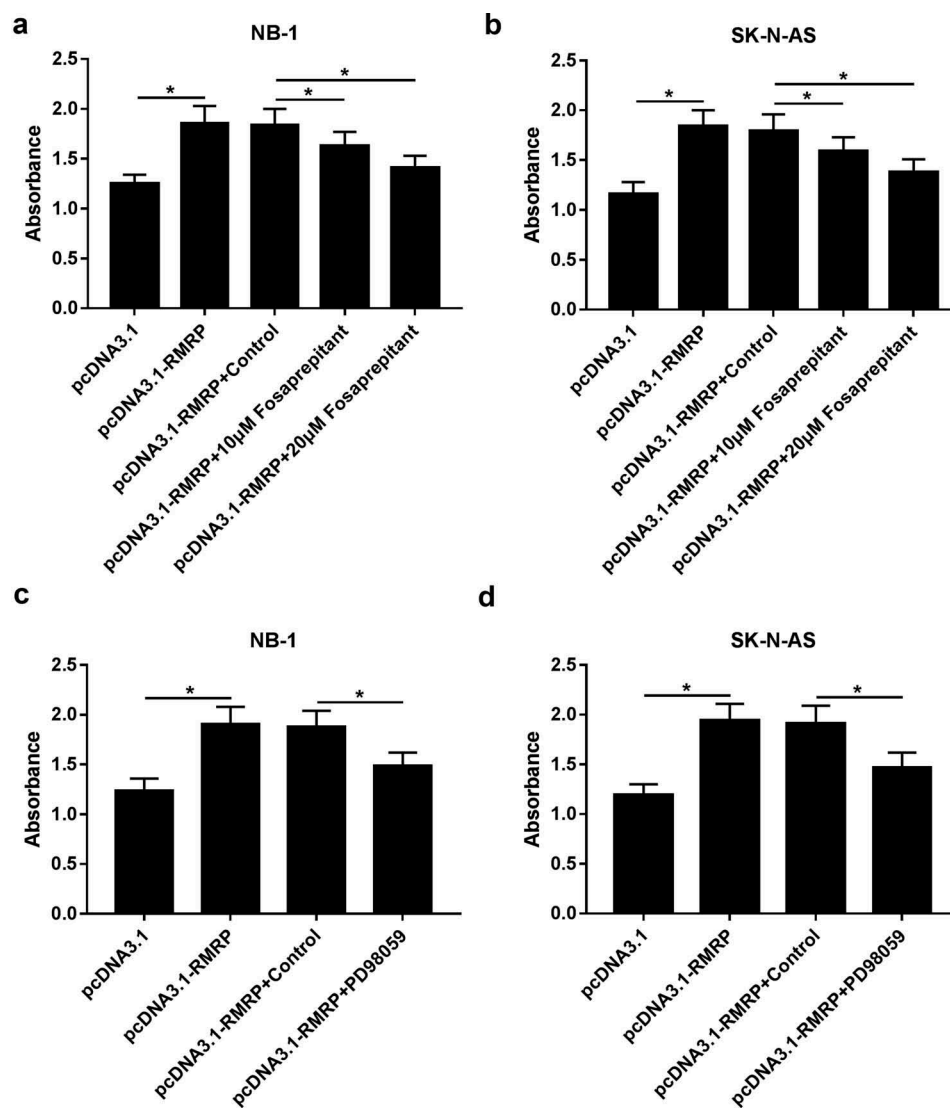 a
NB-1
Absorbance
2.5
2.0
1.5
1.0
0.5
0.0
*
*
*
pcDNA3.1
pcDNA3.1-RMRP
pcDNA3.1-RMRP+Control
pcDNA3.1-RMRP+10µM Fosaprepitant
pcDNA3.1-RMRP+20µM Fosaprepitant
b
SK-N-AS
Absorbance
2.5
2.0
1.5
1.0
0.5
0.0
*
*
*
pcDNA3.1
pcDNA3.1-RMRP
pcDNA3.1-RMRP+Control
pcDNA3.1-RMRP+10µM Fosaprepitant
pcDNA3.1-RMRP+20µM Fosaprepitant
c
NB-1
Absorbance
2.5
2.0
1.5
1.0
0.5
0.0
*
*
pcDNA3.1
pcDNA3.1-RMRP
pcDNA3.1-RMRP+Control
pcDNA3.1-RMRP+PD98059
d
SK-N-AS
Absorbance
2.5
2.0
1.5
1.0
0.5
0.0
*
*
pcDNA3.1
pcDNA3.1-RMRP
pcDNA3.1-RMRP+Control
pcDNA3.1-RMRP+PD98059